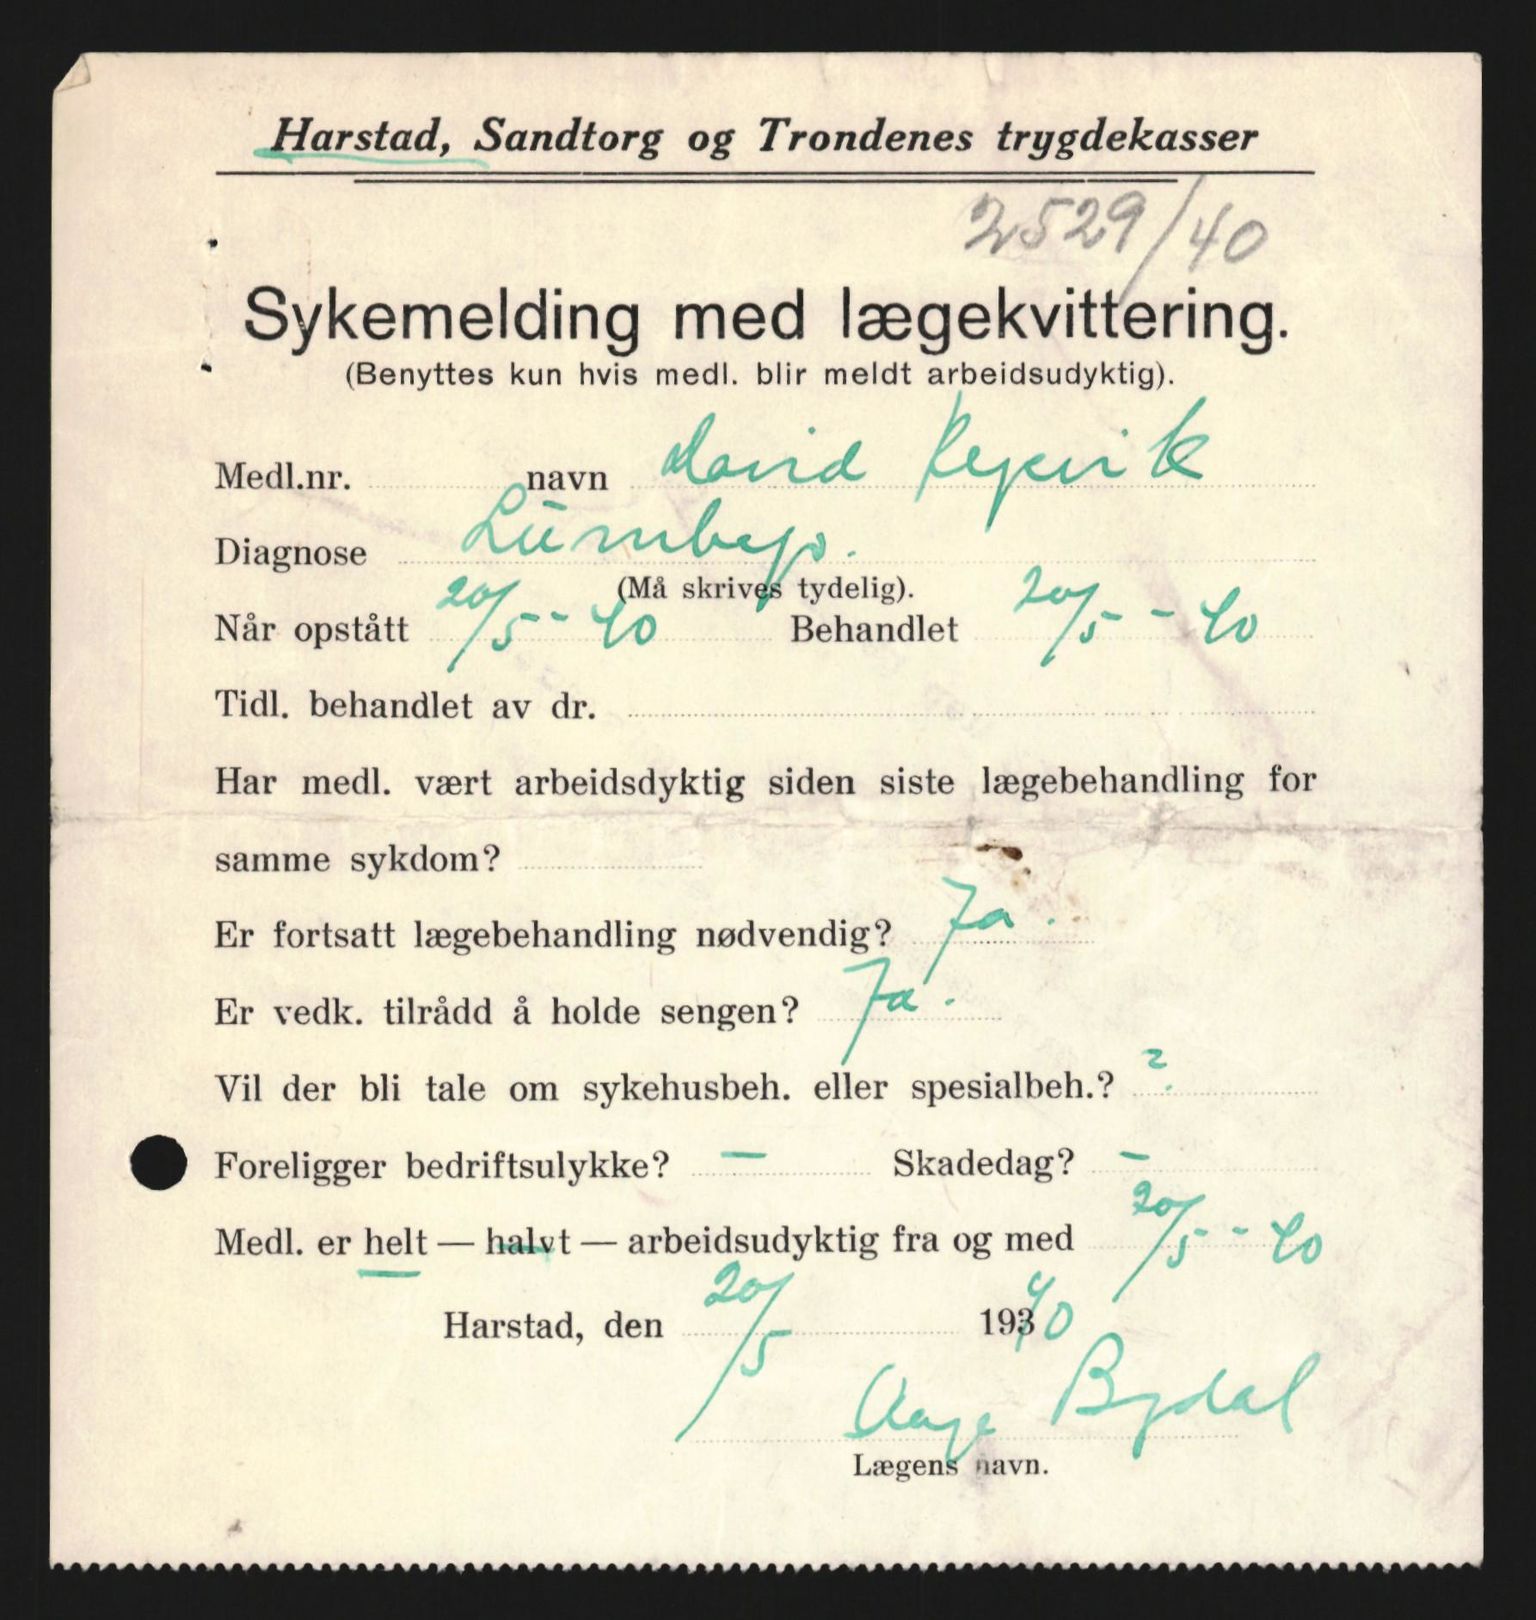 Harstad, Sandtorg og Trondenes trygdekasser
2529/40
Sykemelding med lægekvittering.
(Benyttes kun hvis medl. blir meldt arbeidsudyktig).
Medl.nr. navn David
Diagnose Lumbago.
(Må skrives tydelig).
Når opstått 20/5 - 40 Behandlet 20/5 - 40
Tidl. behandlet av dr.
Har medl. vært arbeidsdyktig siden siste lægebehandling for
samme sykdom?
Er fortsatt lægebehandling nødvendig? Ja.
Er vedk. tilrådd å holde sengen? Ja.
Vil der bli tale om sykehusbeh. eller spesialbeh.? ?
Foreligger bedriftsulykke? — Skadedag? —
Medl. er helt — halvt — arbeidsudyktig fra og med 20/5 - 40
Harstad, den 20/5 1940
Aage Bydal
Lægens navn.